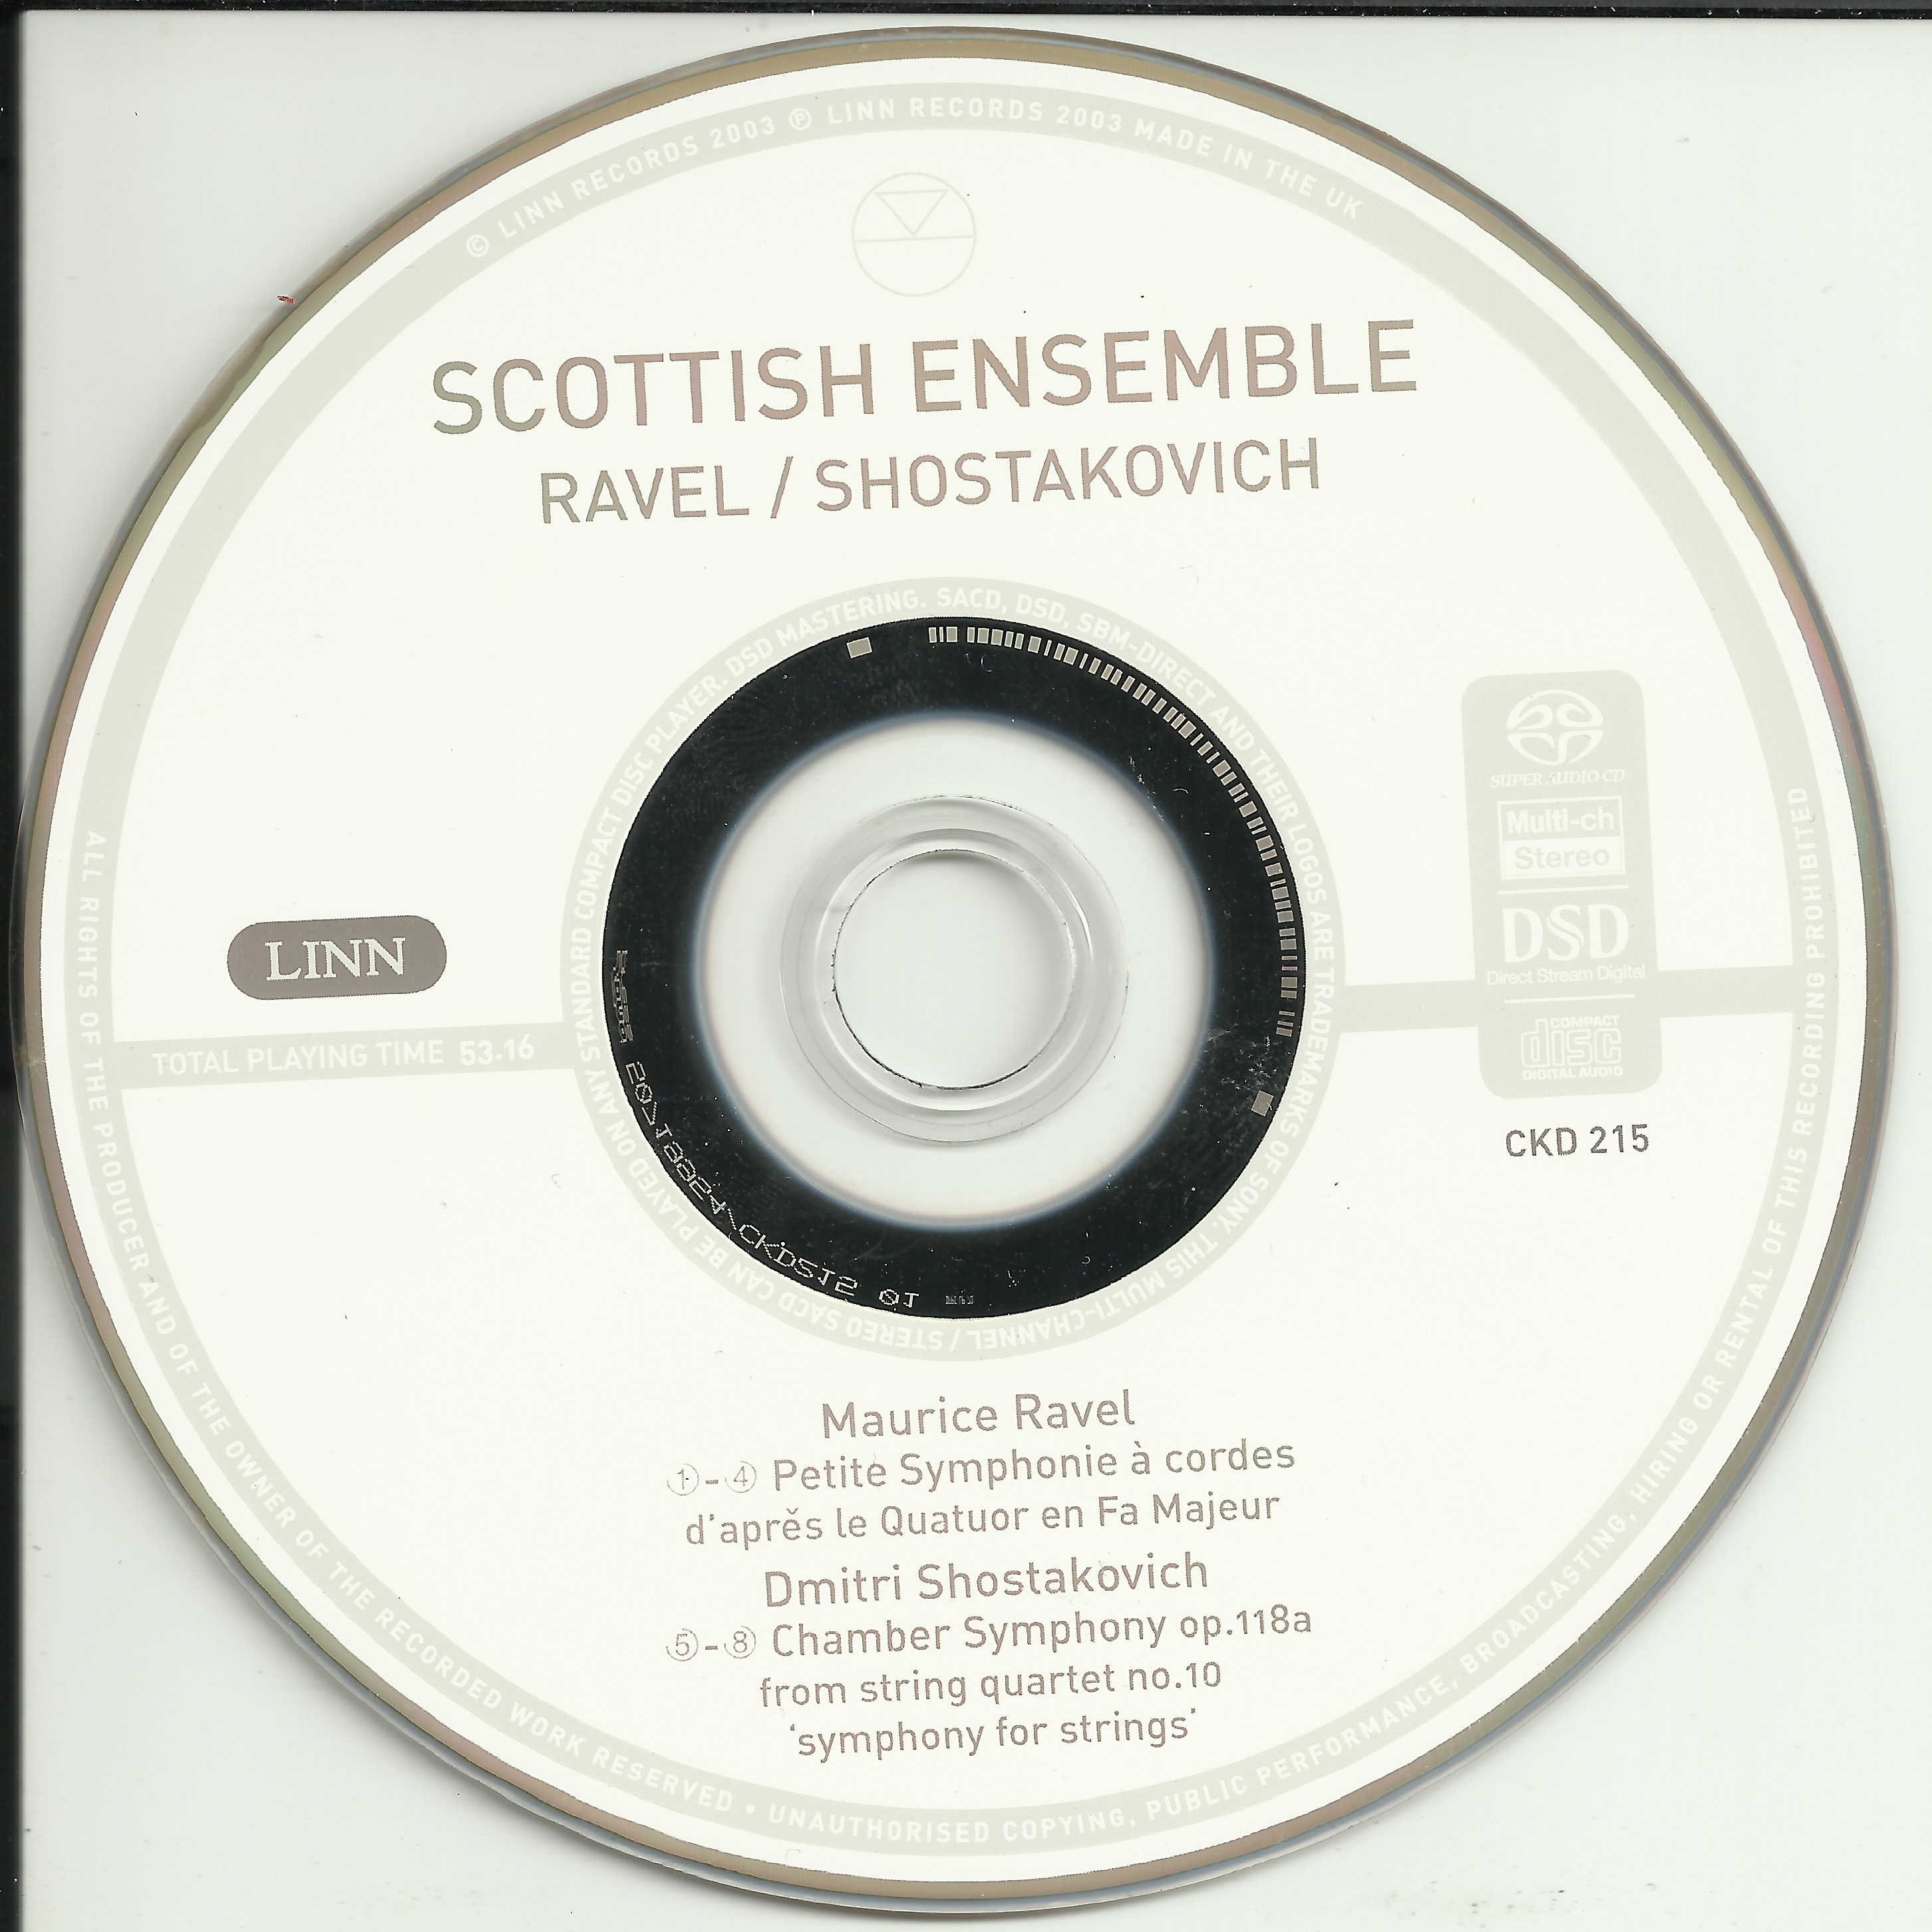 © LINN RECORDS 2003 ℗ LINN RECORDS 2003 MADE IN THE UK
SCOTTISH ENSEMBLE
RAVEL / SHOSTAKOVICH
SUPER AUDIO CD
Multi-ch
Stereo
DSD
Direct Stream Digital
COMPACT
disc
DIGITAL AUDIO
LINN
TOTAL PLAYING TIME 53.16
CKD 215
THIS MULTI-CHANNEL / STEREO SACD CAN BE PLAYED ON ANY STANDARD COMPACT DISC PLAYER. DSD MASTERING. SACD, DSD, SBM-DIRECT AND THEIR LOGOS ARE TRADEMARKS OF SONY.
Maurice Ravel
①-④ Petite Symphonie à cordes
d'aprěs le Quatuor en Fa Majeur
Dmitri Shostakovich
⑤-⑧ Chamber Symphony op.118a
from string quartet no.10
‘symphony for strings’
ALL RIGHTS OF THE PRODUCER AND OF THE OWNER OF THE RECORDED WORK RESERVED • UNAUTHORISED COPYING, PUBLIC PERFORMANCE, BROADCASTING, HIRING OR RENTAL OF THIS RECORDING PROHIBITED